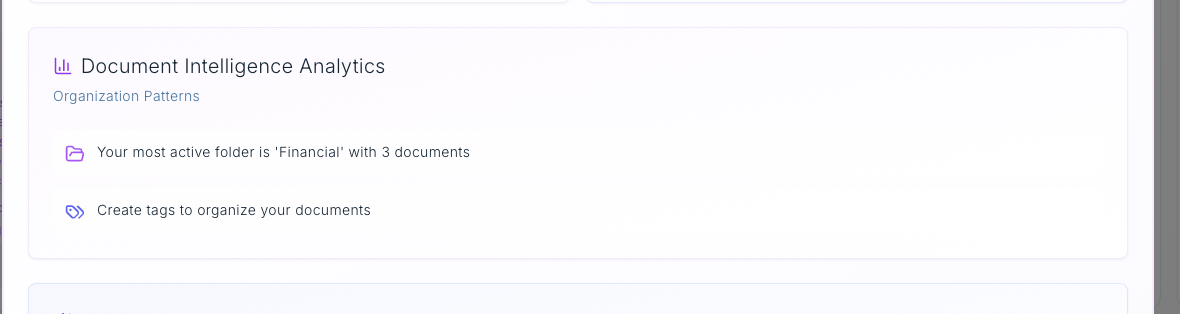 Document Intelligence Analytics
Organization Patterns
Your most active folder is 'Financial' with 3 documents
Create tags to organize your documents